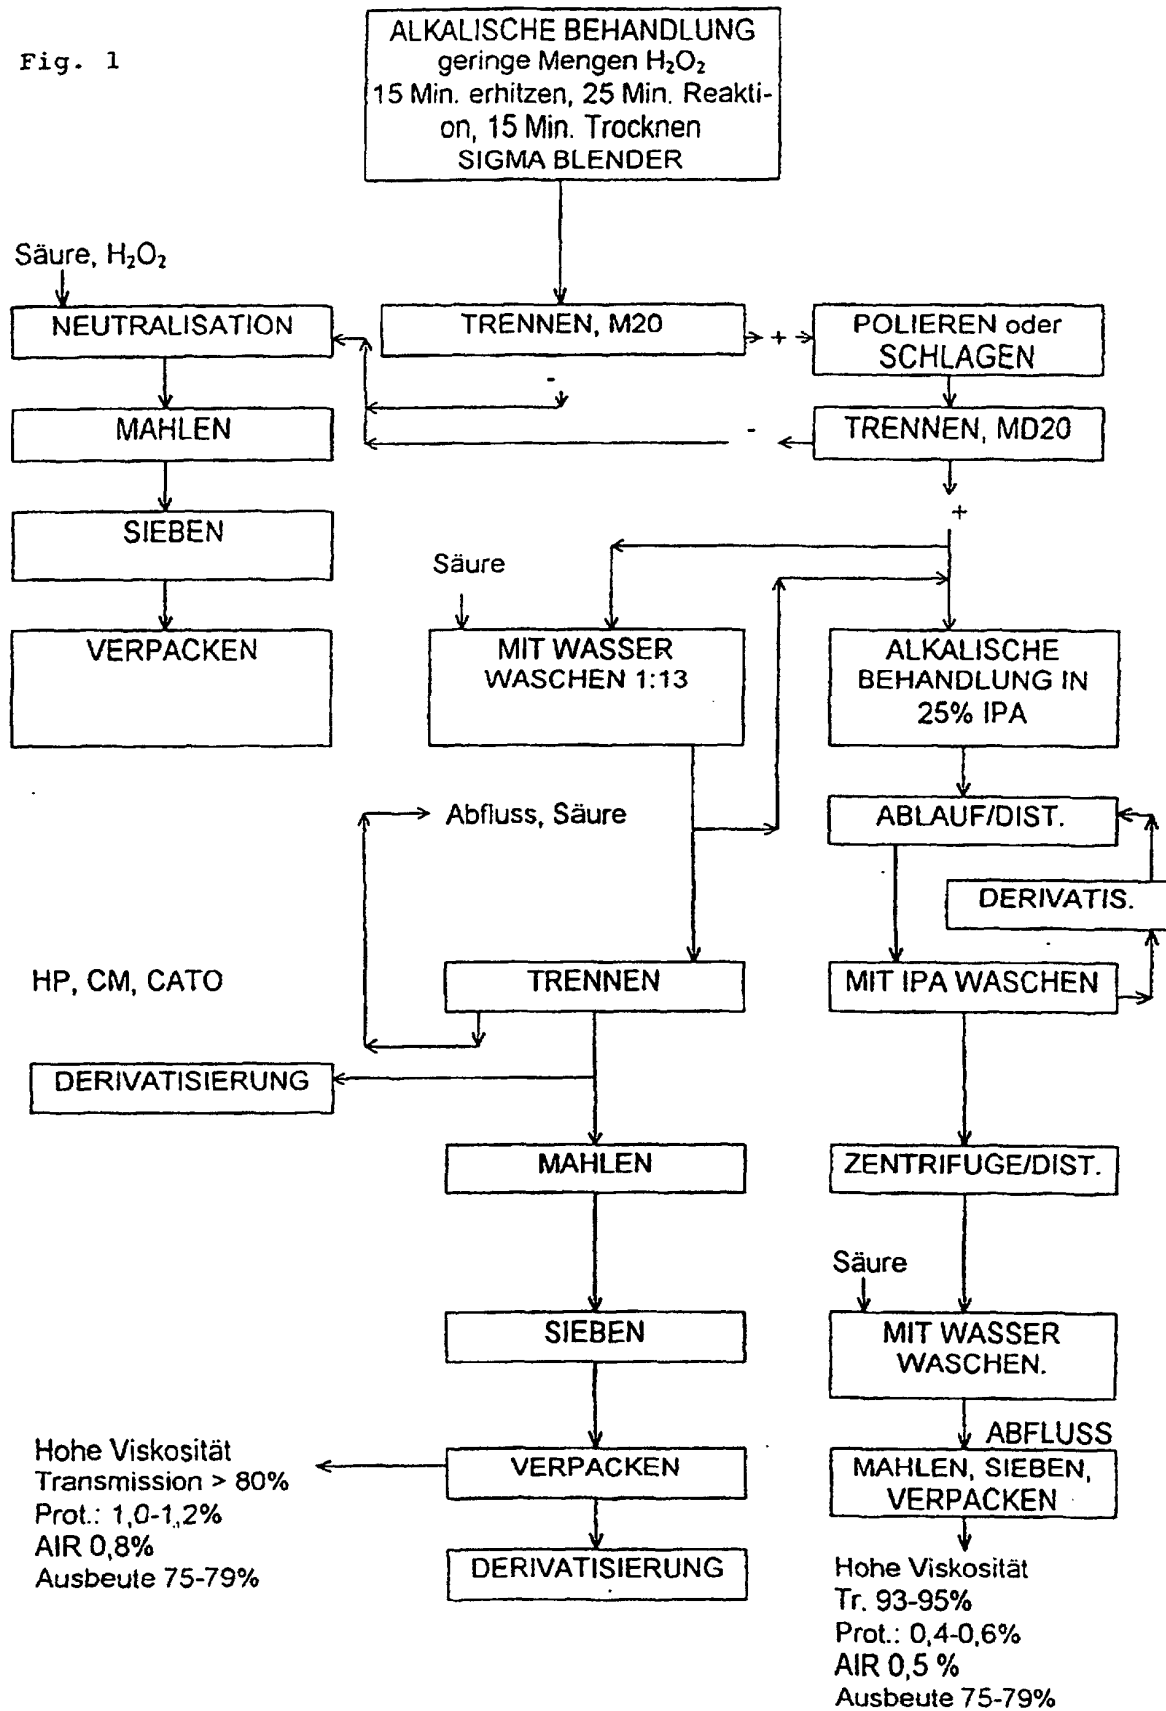 Fig. 1
ALKALISCHE BEHANDLUNG
geringe Mengen H₂O₂
15 Min. erhitzen, 25 Min. Reakti-
on, 15 Min. Trocknen
SIGMA BLENDER
Säure, H₂O₂
NEUTRALISATION
TRENNEN, M20
+
POLIEREN oder
SCHLAGEN
-
MAHLEN
-
TRENNEN, MD20
+
SIEBEN
Säure
VERPACKEN
MIT WASSER
WASCHEN 1:13
ALKALISCHE
BEHANDLUNG IN
25% IPA
Abfluss, Säure
ABLAUF/DIST.
DERIVATIS.
HP, CM, CATO
TRENNEN
MIT IPA WASCHEN
DERIVATISIERUNG
MAHLEN
ZENTRIFUGE/DIST.
Säure
SIEBEN
MIT WASSER
WASCHEN.
ABFLUSS
Hohe Viskosität
Transmission > 80%
Prot.: 1,0-1,2%
AIR 0,8%
Ausbeute 75-79%
VERPACKEN
MAHLEN, SIEBEN,
VERPACKEN
DERIVATISIERUNG
Hohe Viskosität
Tr. 93-95%
Prot.: 0,4-0,6%
AIR 0,5 %
Ausbeute 75-79%